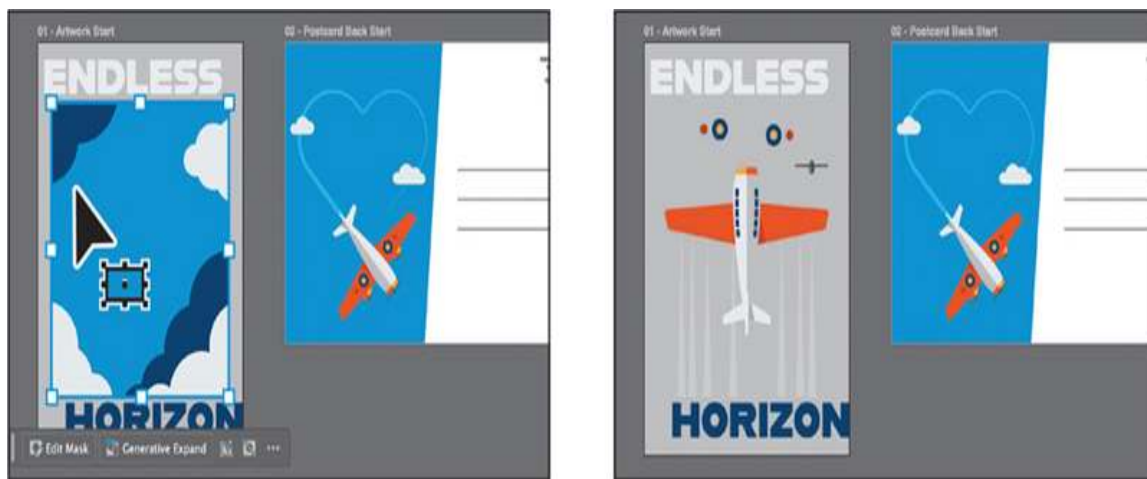 01 - Artwork Start
02 - Postcard Back Start
ENDLESS
HORIZON
Edit Mask
Generative Expand
01 - Artwork Start
02 - Postcard Back Start
ENDLESS
HORIZON